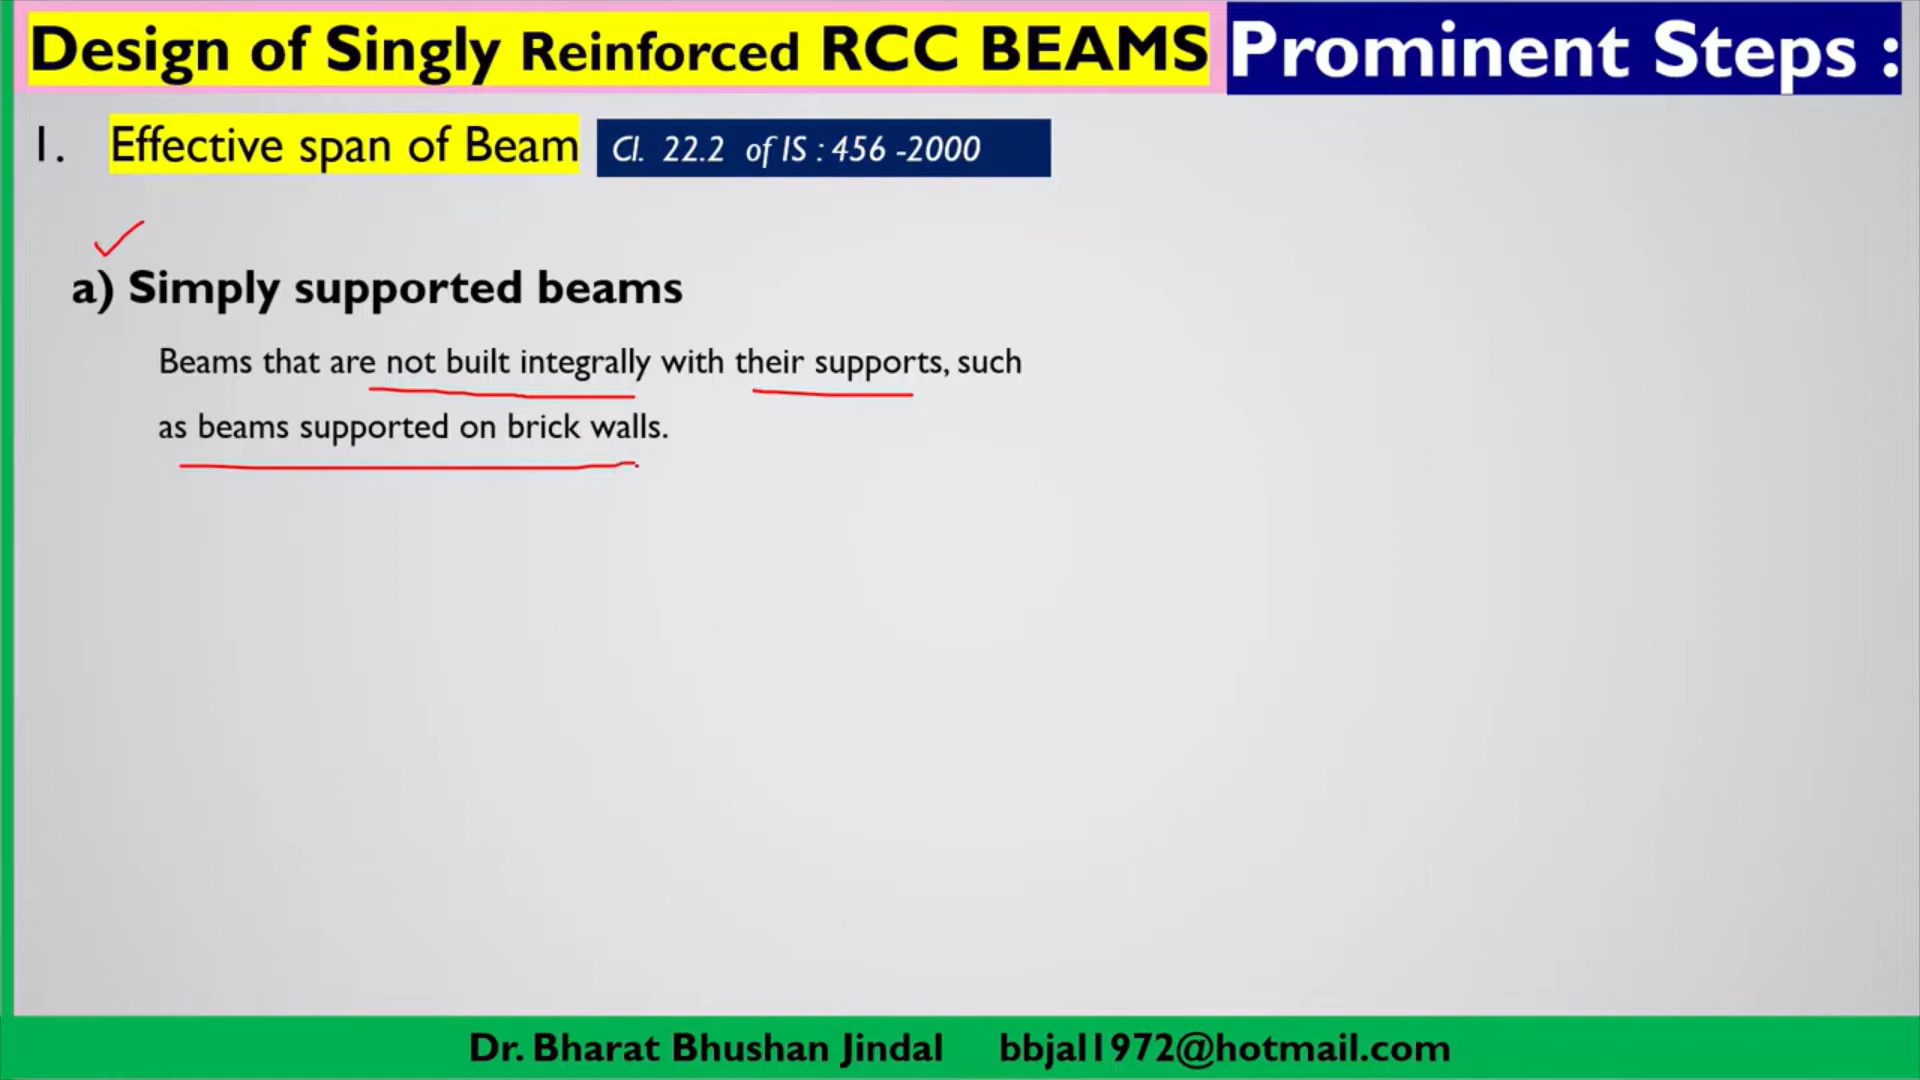 Design of Singly Reinforced RCC BEAMS Prominent Steps :
1. Effective span of Beam Cl. 22.2 of IS : 456 -2000
a) Simply supported beams
Beams that are not built integrally with their supports, such
as beams supported on brick walls.
Dr. Bharat Bhushan Jindal bbjal1972@hotmail.com